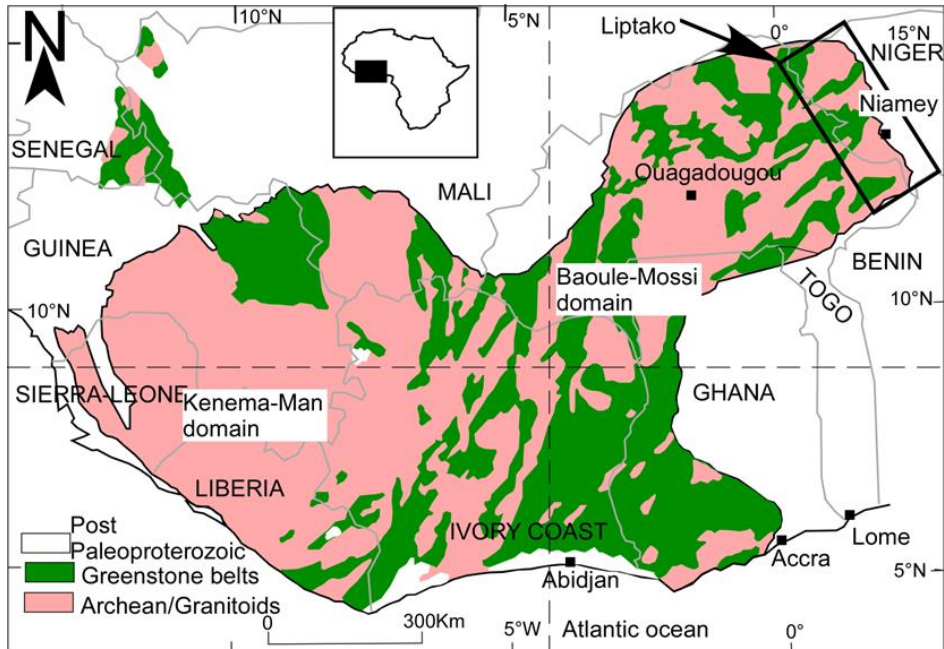 10°N
5°N
0°
15°N
N
Liptako
NIGER
Niamey
SENEGAL
MALI
Ouagadougou
GUINEA
BENIN
Baoule-Mossi
domain
TOGO
10°N
10°N
SIERRA-LEONE
Kenema-Man
domain
GHANA
LIBERIA
IVORY COAST
Post
Paleoproterozoic
Greenstone belts
Archean/Granitoids
Abidjan
Accra
Lome
5°N
0
300Km
5°W
Atlantic ocean
0°